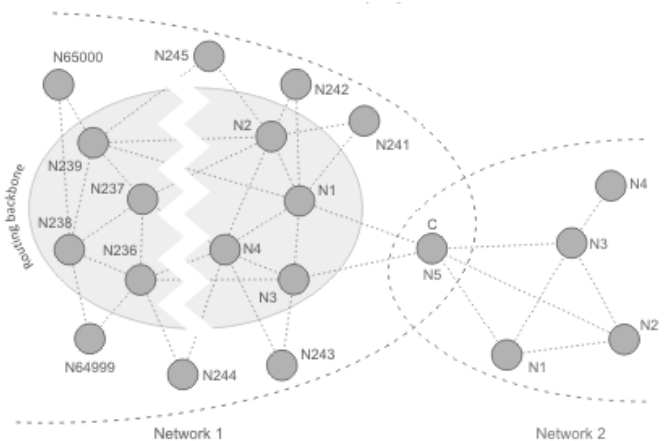 N65000
N245
N242
N2
N241
N239
N237
N1
N4
Routing backbone
N238
C
N3
N236
N4
N5
N3
N2
N243
N64999
N244
N1
Network 1
Network 2